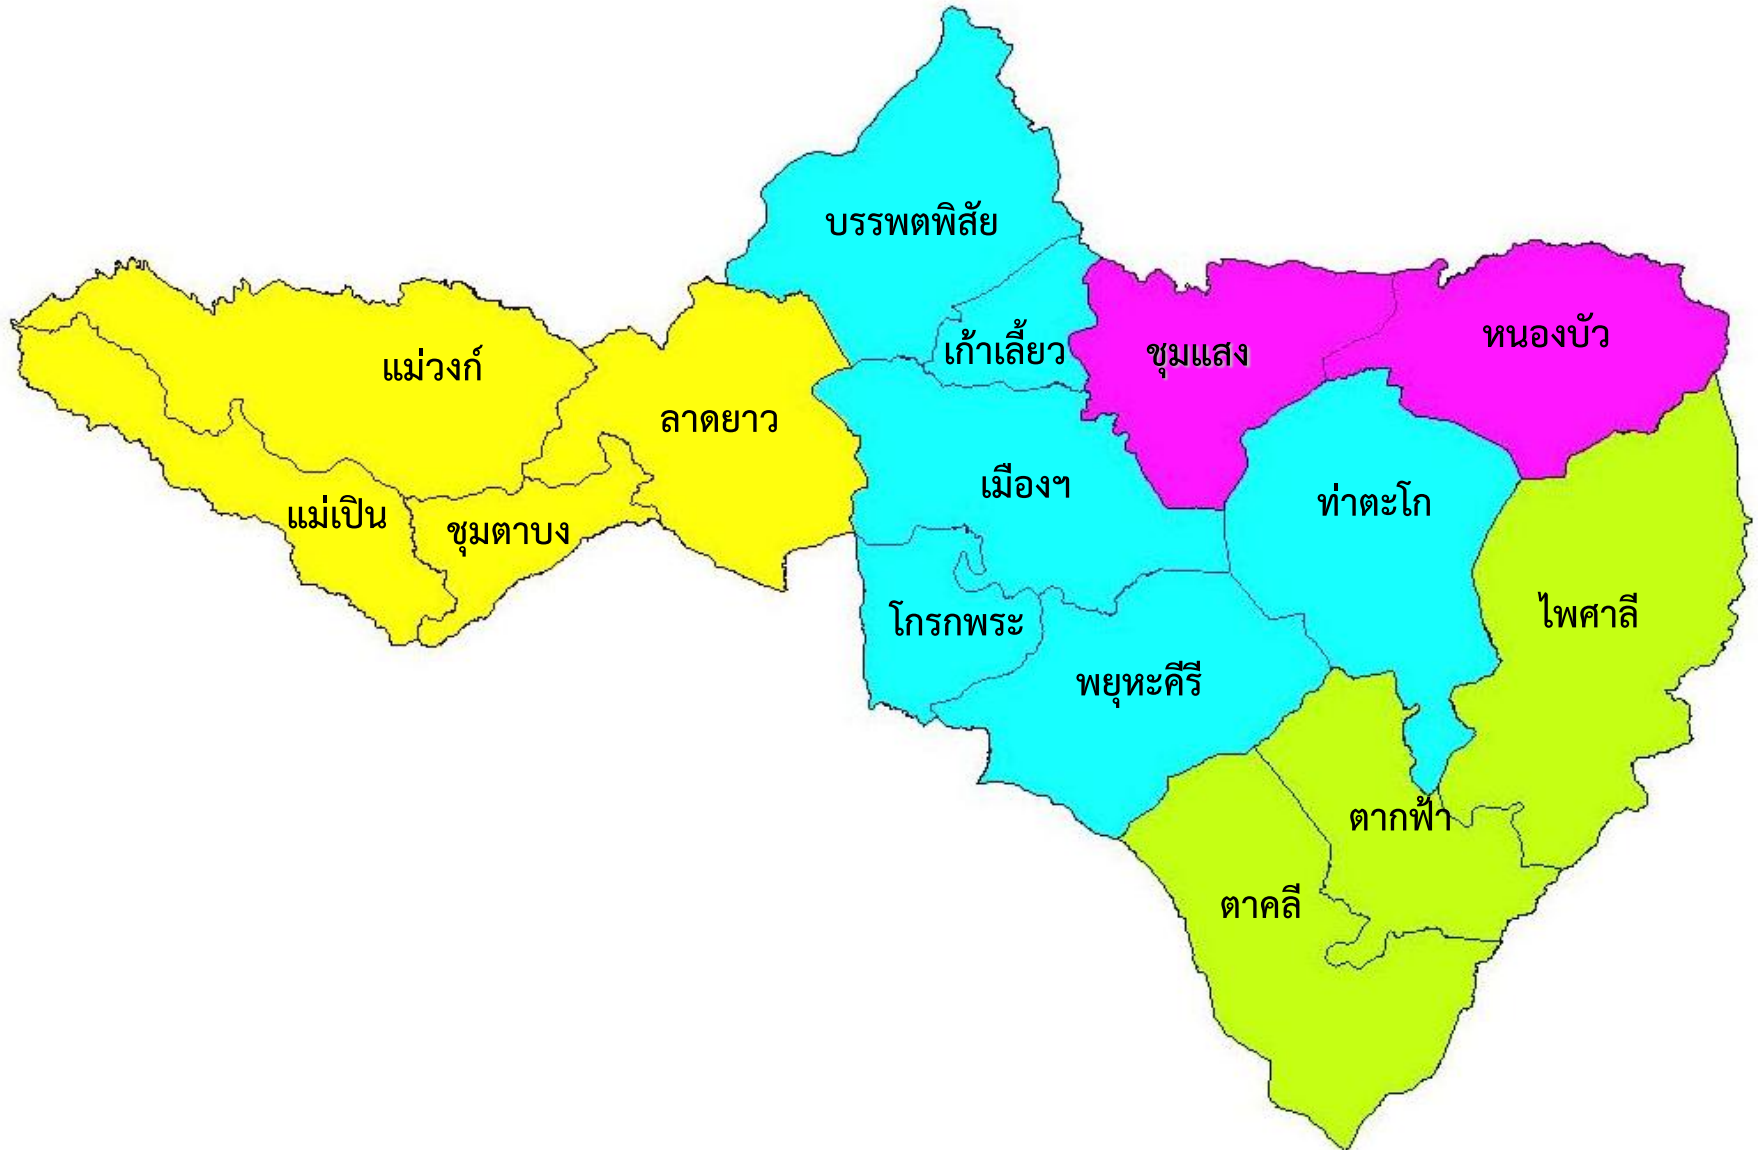 บรรพตพิสัย
หนองบัว
เก้าเลี้ยว
ชุมแสง
แม่วงก์
ลาดยาว
เมืองฯ
ท่าตะโก
แม่เปิน
ชุมตาบง
ไพศาลี
โกรกพระ
พยุหะคีรี
ตากฟ้า
ตาคลี